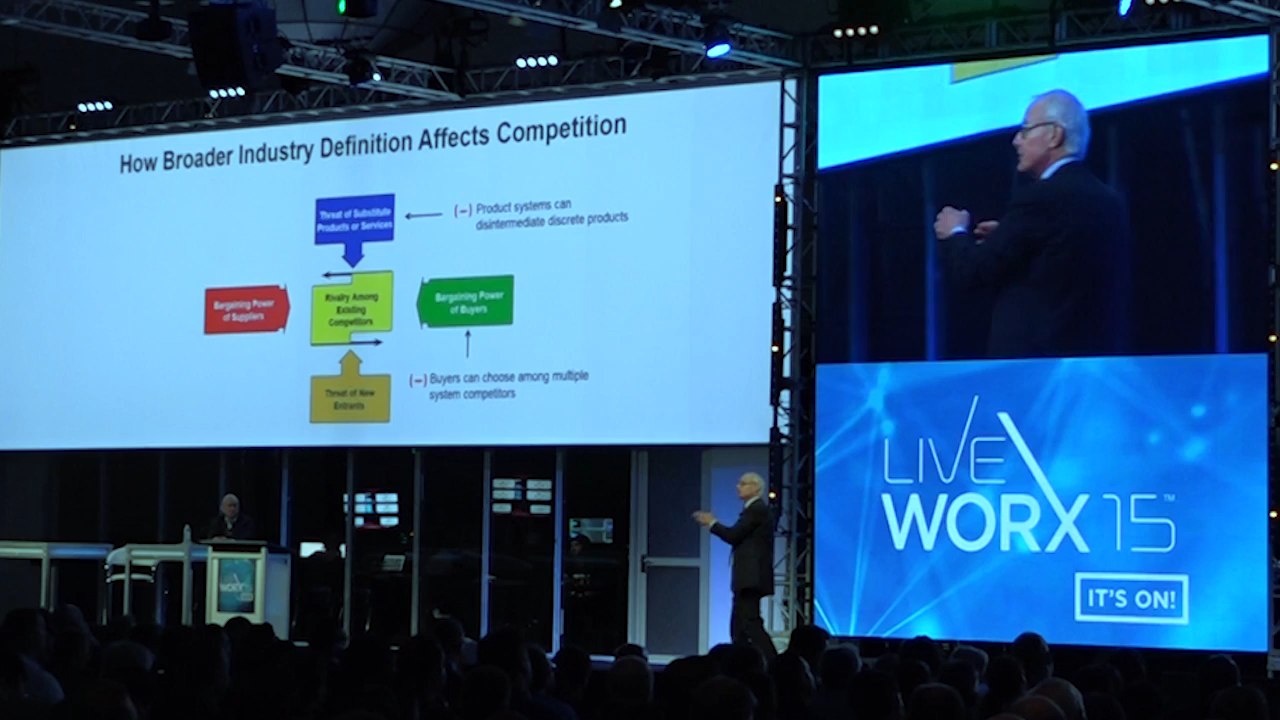 How Broader Industry Definition Affects Competition
Threat of Substitute
Products or Services
(–) Product systems can
disintermediate discrete products
Bargaining Power
of Suppliers
Rivalry Among
Existing
Competitors
Bargaining Power
of Buyers
(–) Buyers can choose among multiple
system competitors
Threat of New
Entrants
LIVE
WORX 15™
IT'S ON!
WORX